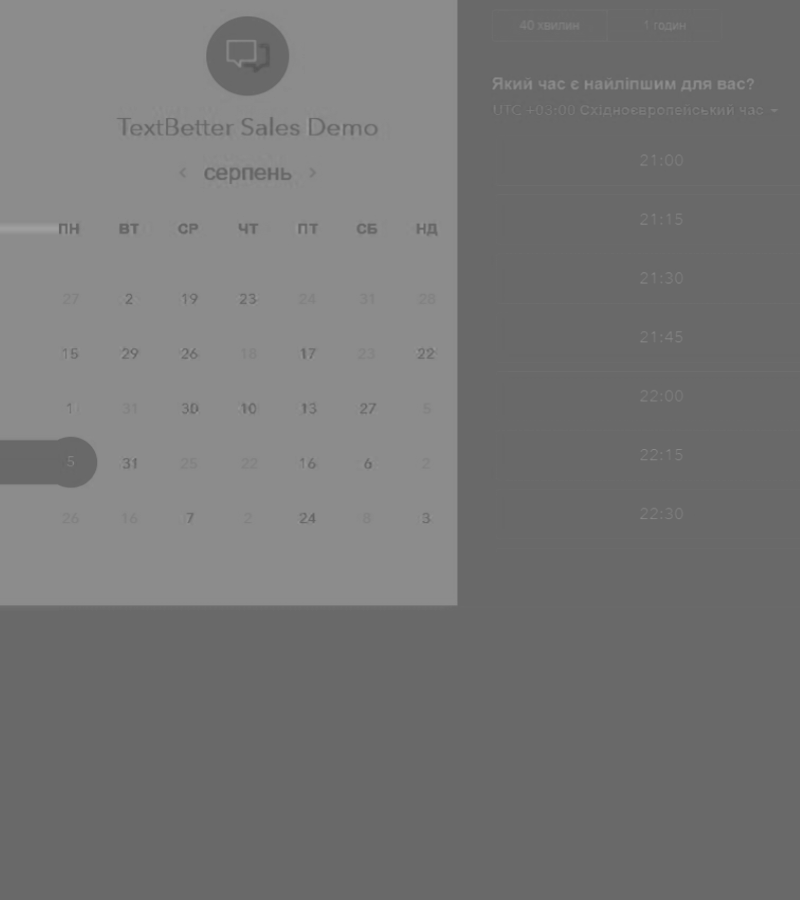 TextBetter Sales Demo
‹ серпень ›
ПН ВТ СР ЧТ ПТ СБ НД
27 2 19 23 24 31 28
15 29 26 18 17 23 22
1 31 30 10 13 27 5
5 31 25 22 16 6 2
26 16 7 2 24 8 3
40 хвилин 1 годин
Який час є найліпшим для вас?
UTC +03:00 Східноєвропейський час
21:00
21:15
21:30
21:45
22:00
22:15
22:30